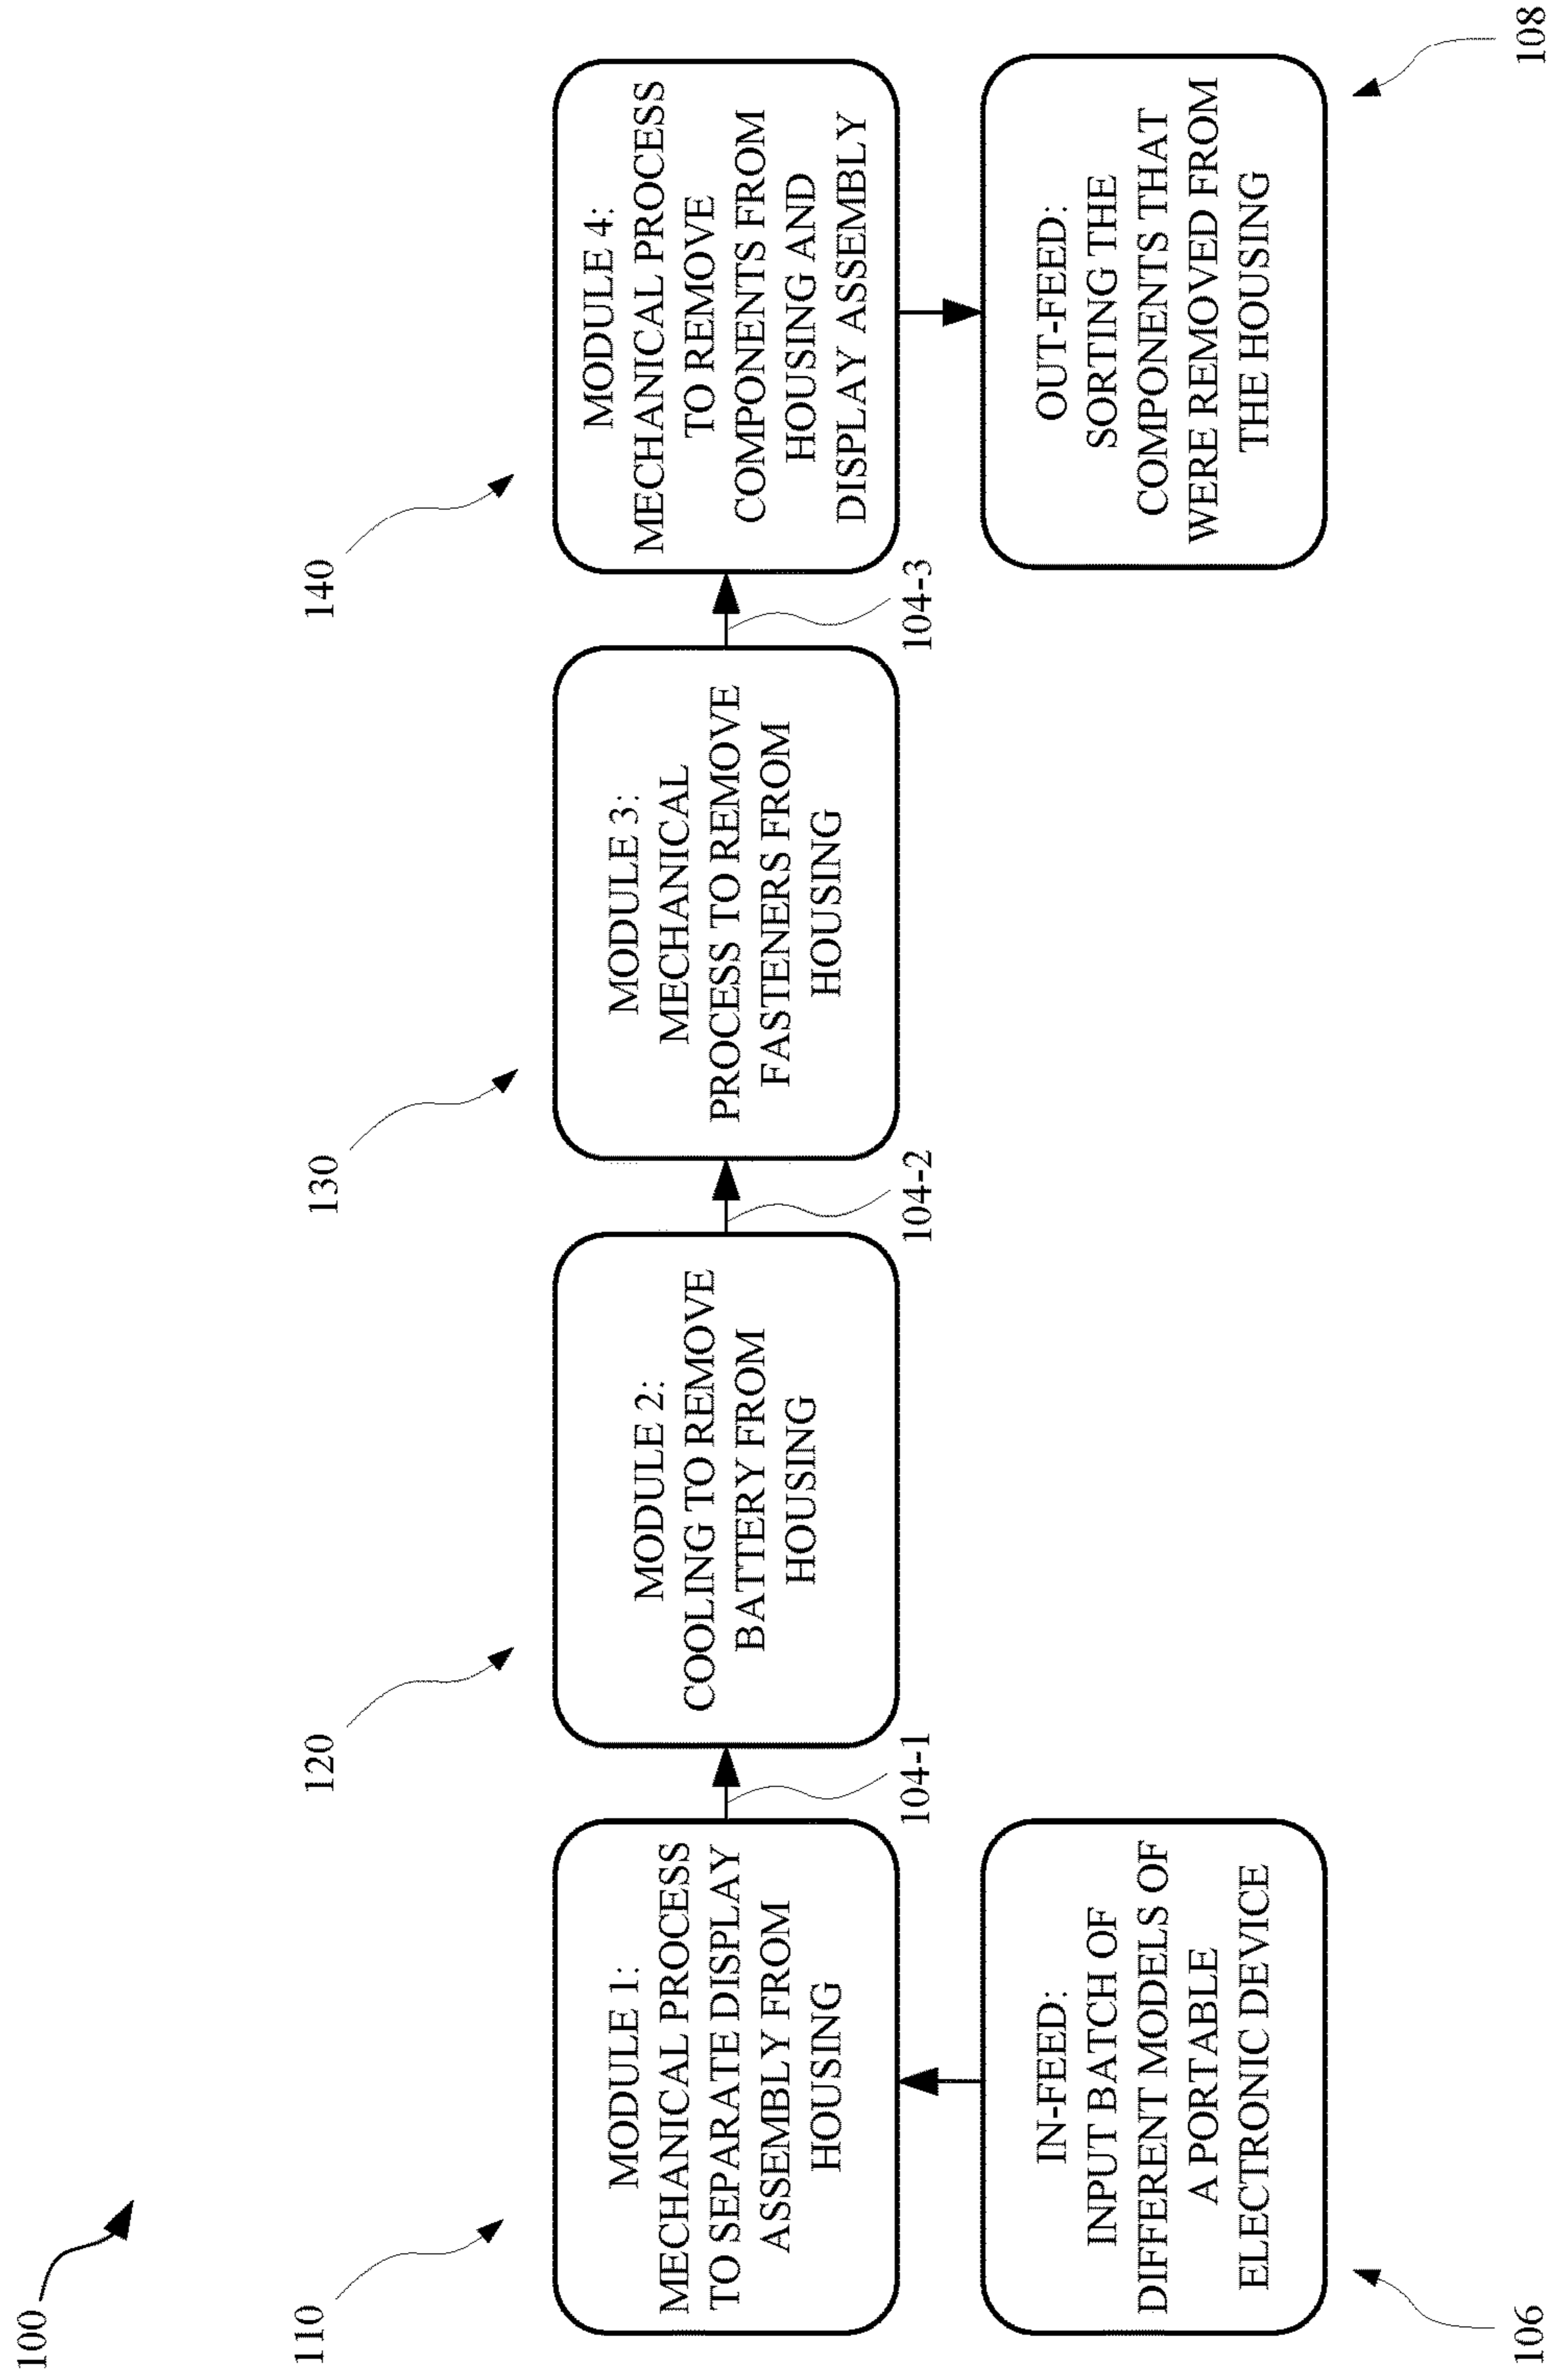 100
110
120
130
140
MODULE 1:
MECHANICAL PROCESS
TO SEPARATE DISPLAY
ASSEMBLY FROM
HOUSING
MODULE 2:
COOLING TO REMOVE
BATTERY FROM
HOUSING
MODULE 3:
MECHANICAL
PROCESS TO REMOVE
FASTENERS FROM
HOUSING
MODULE 4:
MECHANICAL PROCESS
TO REMOVE
COMPONENTS FROM
HOUSING AND
DISPLAY ASSEMBLY
104-1
104-2
104-3
IN-FEED:
INPUT BATCH OF
DIFFERENT MODELS OF
A PORTABLE
ELECTRONIC DEVICE
OUT-FEED:
SORTING THE
COMPONENTS THAT
WERE REMOVED FROM
THE HOUSING
106
108